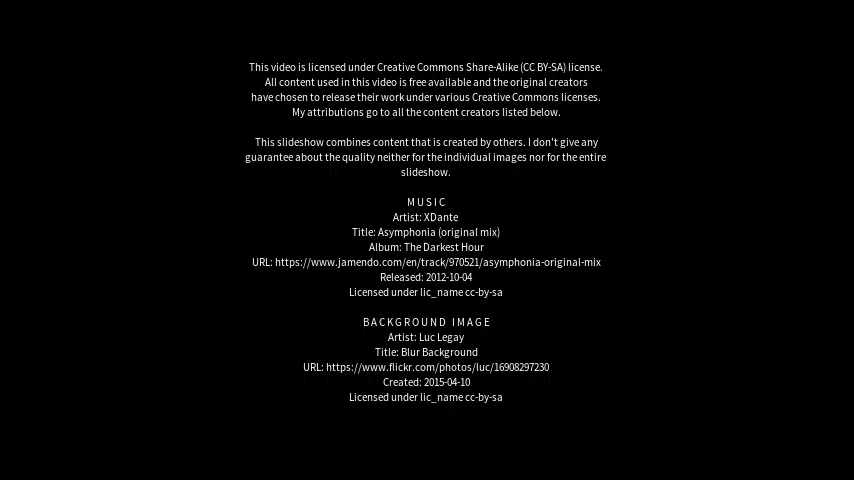 This video is licensed under Creative Commons Share-Alike (CC BY-SA) license.
All content used in this video is free available and the original creators
have chosen to release their work under various Creative Commons licenses.
My attributions go to all the content creators listed below.
This slideshow combines content that is created by others. I don't give any
guarantee about the quality neither for the individual images nor for the entire
slideshow.
MUSIC
Artist: XDante
Title: Asymphonia (original mix)
Album: The Darkest Hour
URL: https://www.jamendo.com/en/track/970521/asymphonia-original-mix
Released: 2012-10-04
Licensed under lic_name cc-by-sa
BACKGROUND IMAGE
Artist: Luc Legay
Title: Blur Background
URL: https://www.flickr.com/photos/luc/16908297230
Created: 2015-04-10
Licensed under lic_name cc-by-sa